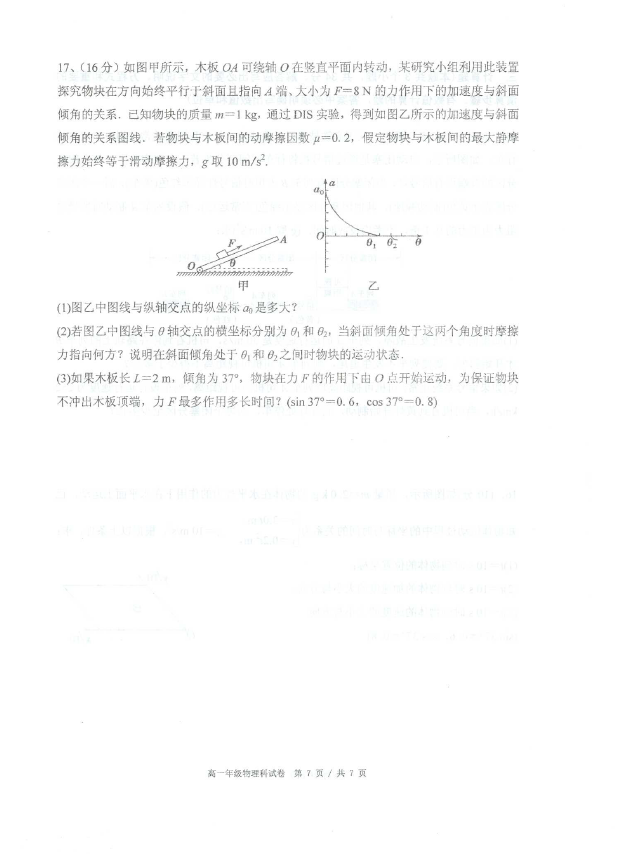 17、(16分)如图甲所示，木板 OA 可绕轴 O 在竖直平面内转动，某研究小组利用此装置
探究物块在方向始终平行于斜面且指向 A 端、大小为 F=8 N 的力作用下的加速度与斜面
倾角的关系．已知物块的质量 m=1 kg，通过 DIS 实验，得到如图乙所示的加速度与斜面
倾角的关系图线．若物块与木板间的动摩擦因数 μ=0.2，假定物块与木板间的最大静摩
擦力始终等于滑动摩擦力，g 取 10 m/s².
a
a₀
F
A
O
θ
O
θ₁ θ₂ θ
甲
乙
(1)图乙中图线与纵轴交点的纵坐标 a₀ 是多大？
(2)若图乙中图线与 θ 轴交点的横坐标分别为 θ₁ 和 θ₂，当斜面倾角处于这两个角度时摩擦
力指向何方？说明在斜面倾角处于 θ₁ 和 θ₂ 之间时物块的运动状态．
(3)如果木板长 L=2 m，倾角为 37°，物块在力 F 的作用下由 O 点开始运动，为保证物块
不冲出木板顶端，力 F 最多作用多长时间？(sin 37°=0.6，cos 37°=0.8)
高一年级物理科试卷 第 7 页 / 共 7 页